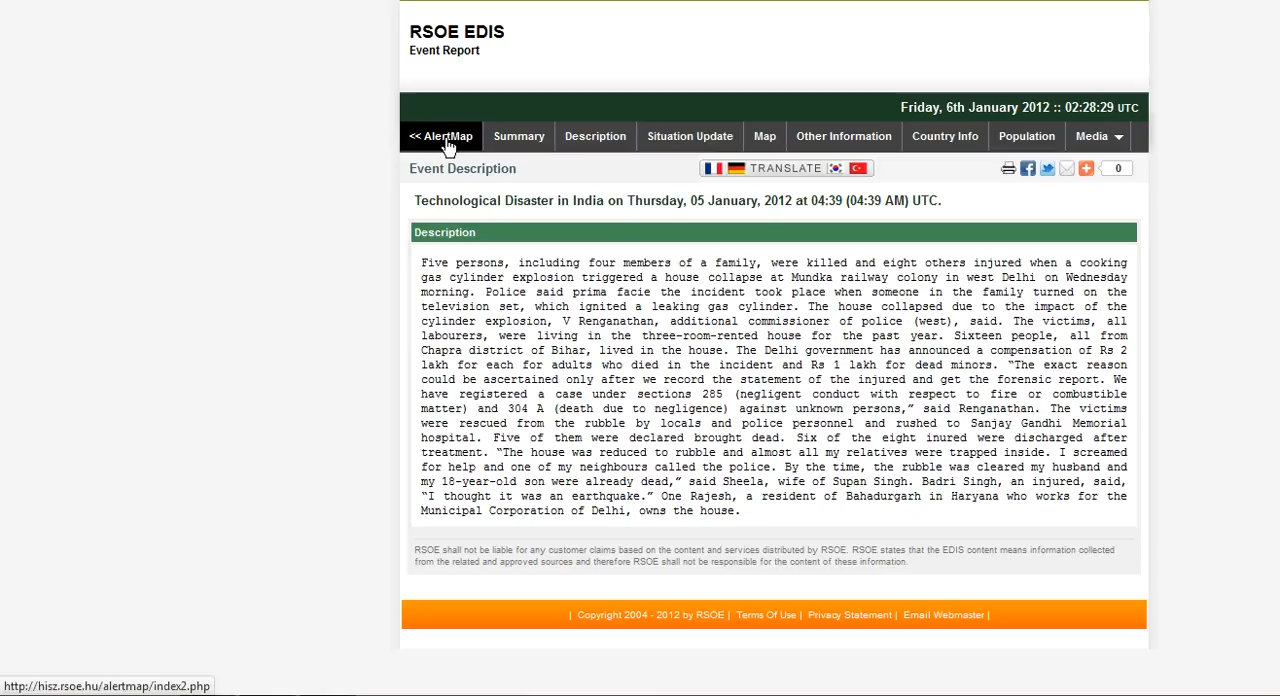 RSOE EDIS
Event Report
Friday, 6th January 2012 :: 02:28:29 UTC
<< AlertMap
Summary
Description
Situation Update
Map
Other Information
Country Info
Population
Media
Event Description
TRANSLATE
0
Technological Disaster in India on Thursday, 05 January, 2012 at 04:39 (04:39 AM) UTC.
Description
Five persons, including four members of a family, were killed and eight others injured when a cooking
gas cylinder explosion triggered a house collapse at Mundka railway colony in west Delhi on Wednesday
morning. Police said prima facie the incident took place when someone in the family turned on the
television set, which ignited a leaking gas cylinder. The house collapsed due to the impact of the
cylinder explosion, V Renganathan, additional commissioner of police (west), said. The victims, all
labourers, were living in the three-room-rented house for the past year. Sixteen people, all from
Chapra district of Bihar, lived in the house. The Delhi government has announced a compensation of Rs 2
lakh for each for adults who died in the incident and Rs 1 lakh for dead minors. “The exact reason
could be ascertained only after we record the statement of the injured and get the forensic report. We
have registered a case under sections 285 (negligent conduct with respect to fire or combustible
matter) and 304 A (death due to negligence) against unknown persons,” said Renganathan. The victims
were rescued from the rubble by locals and police personnel and rushed to Sanjay Gandhi Memorial
hospital. Five of them were declared brought dead. Six of the eight inured were discharged after
treatment. “The house was reduced to rubble and almost all my relatives were trapped inside. I screamed
for help and one of my neighbours called the police. By the time, the rubble was cleared my husband and
my 18-year-old son were already dead,” said Sheela, wife of Supan Singh. Badri Singh, an injured, said,
“I thought it was an earthquake.” One Rajesh, a resident of Bahadurgarh in Haryana who works for the
Municipal Corporation of Delhi, owns the house.
RSOE shall not be liable for any customer claims based on the content and services distributed by RSOE. RSOE states that the EDIS content means information collected
from the related and approved sources and therefore RSOE shall not be responsible for the content of these information.
| Copyright 2004 - 2012 by RSOE | Terms Of Use | Privacy Statement | Email Webmaster |
http://hisz.rsoe.hu/alertmap/index2.php